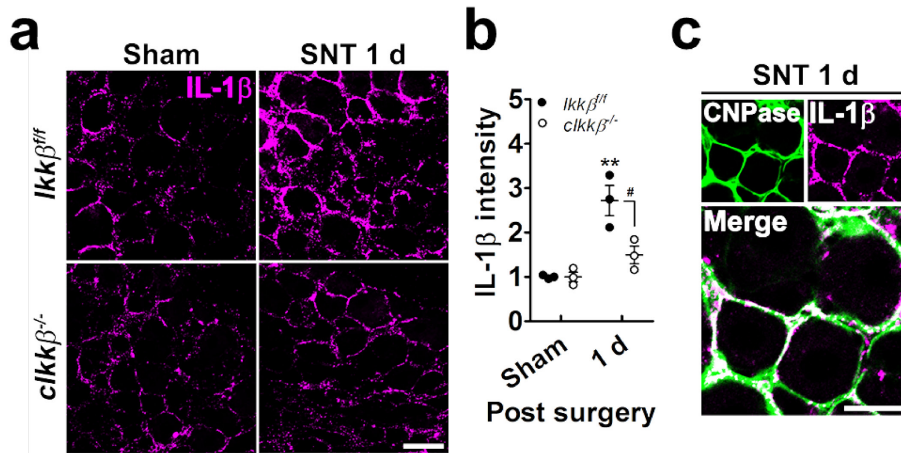 a
Sham SNT 1 d
IL-1β
Ikkβf/f
cIkkβ-/-
b
IL-1β intensity
5
4
3
2
1
0
Ikkβf/f
cIkkβ-/-
**
#
Sham
1 d
Post surgery
c
SNT 1 d
CNPase IL-1β
Merge